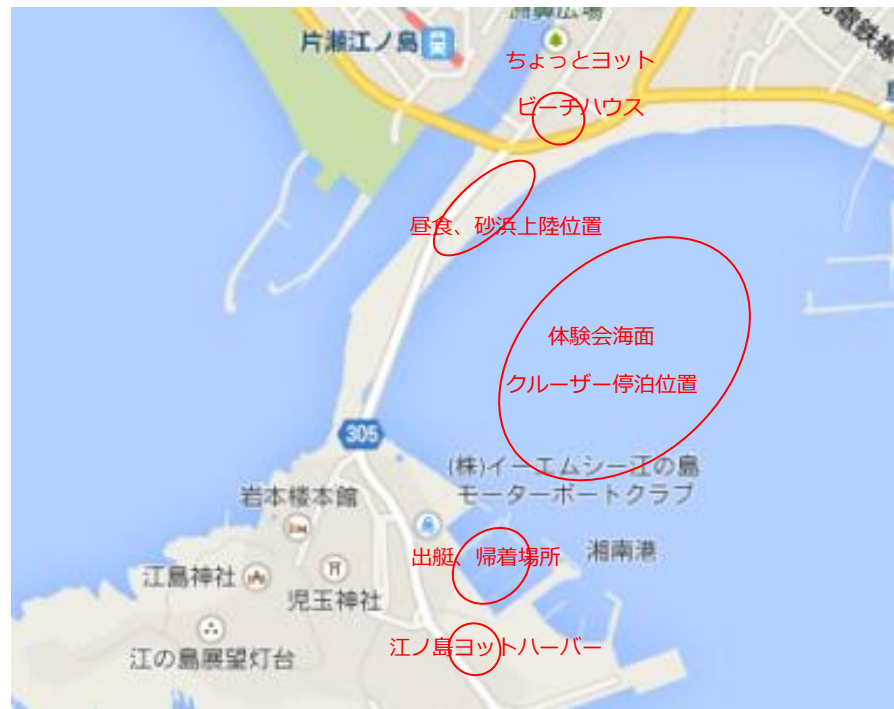 片瀬江ノ島
ちょっとヨット
ビーチハウス
昼食、砂浜上陸位置
体験会海面
クルーザー停泊位置
305
(株)イーエムシー江の島
モーターボートクラブ
岩本楼本館
出艇、帰着場所
湘南港
江島神社
児玉神社
江の島展望灯台
江ノ島ヨットハーバー